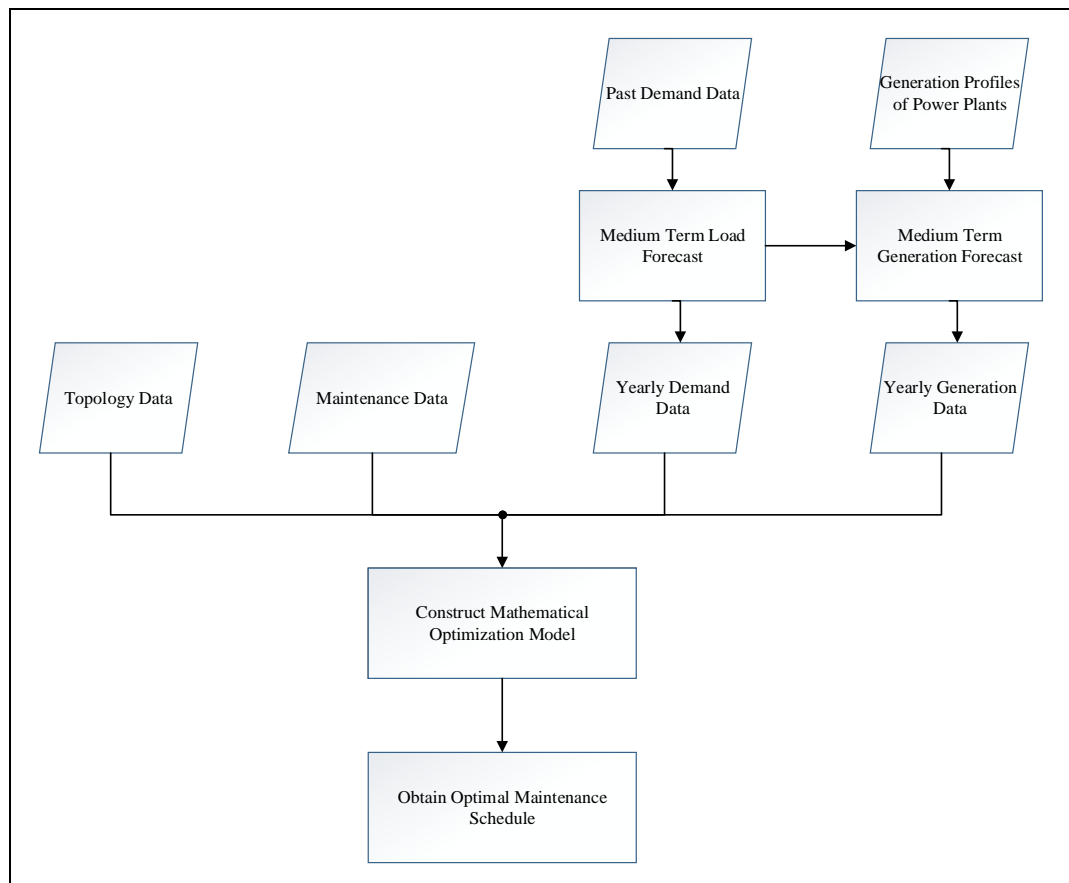 Past Demand Data
Generation Profiles
of Power Plants
Medium Term Load
Forecast
Medium Term
Generation Forecast
Topology Data
Maintenance Data
Yearly Demand
Data
Yearly Generation
Data
Construct Mathematical
Optimization Model
Obtain Optimal Maintenance
Schedule